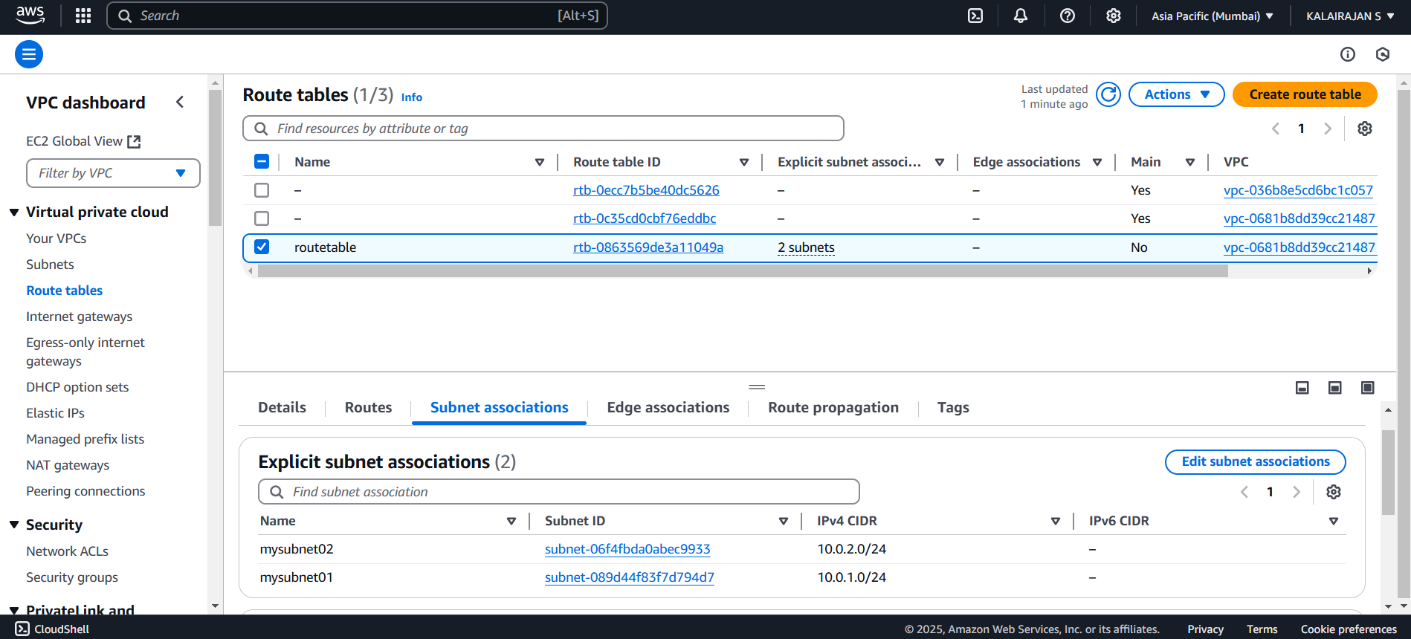 aws Search [Alt+S] Asia Pacific (Mumbai) KALAIRAJAN S
VPC dashboard
EC2 Global View
Filter by VPC
Virtual private cloud
Your VPCs
Subnets
Route tables
Internet gateways
Egress-only internet
gateways
DHCP option sets
Elastic IPs
Managed prefix lists
NAT gateways
Peering connections
Security
Network ACLs
Security groups
PrivateLink and
Route tables (1/3) Info
Last updated
1 minute ago
Actions
Create route table
Find resources by attribute or tag
1
Name Route table ID Explicit subnet associ... Edge associations Main VPC
– rtb-0ecc7b5be40dc5626 – – Yes vpc-036b8e5cd6bc1c057
– rtb-0c35cd0cbf76eddbc – – Yes vpc-0681b8dd39cc21487
routetable rtb-0863569de3a11049a 2 subnets – No vpc-0681b8dd39cc21487
Details Routes Subnet associations Edge associations Route propagation Tags
Explicit subnet associations (2)
Edit subnet associations
Find subnet association
1
Name Subnet ID IPv4 CIDR IPv6 CIDR
mysubnet02 subnet-06f4fbda0abec9933 10.0.2.0/24 –
mysubnet01 subnet-089d44f83f7d794d7 10.0.1.0/24 –
CloudShell © 2025, Amazon Web Services, Inc. or its affiliates. Privacy Terms Cookie preferences